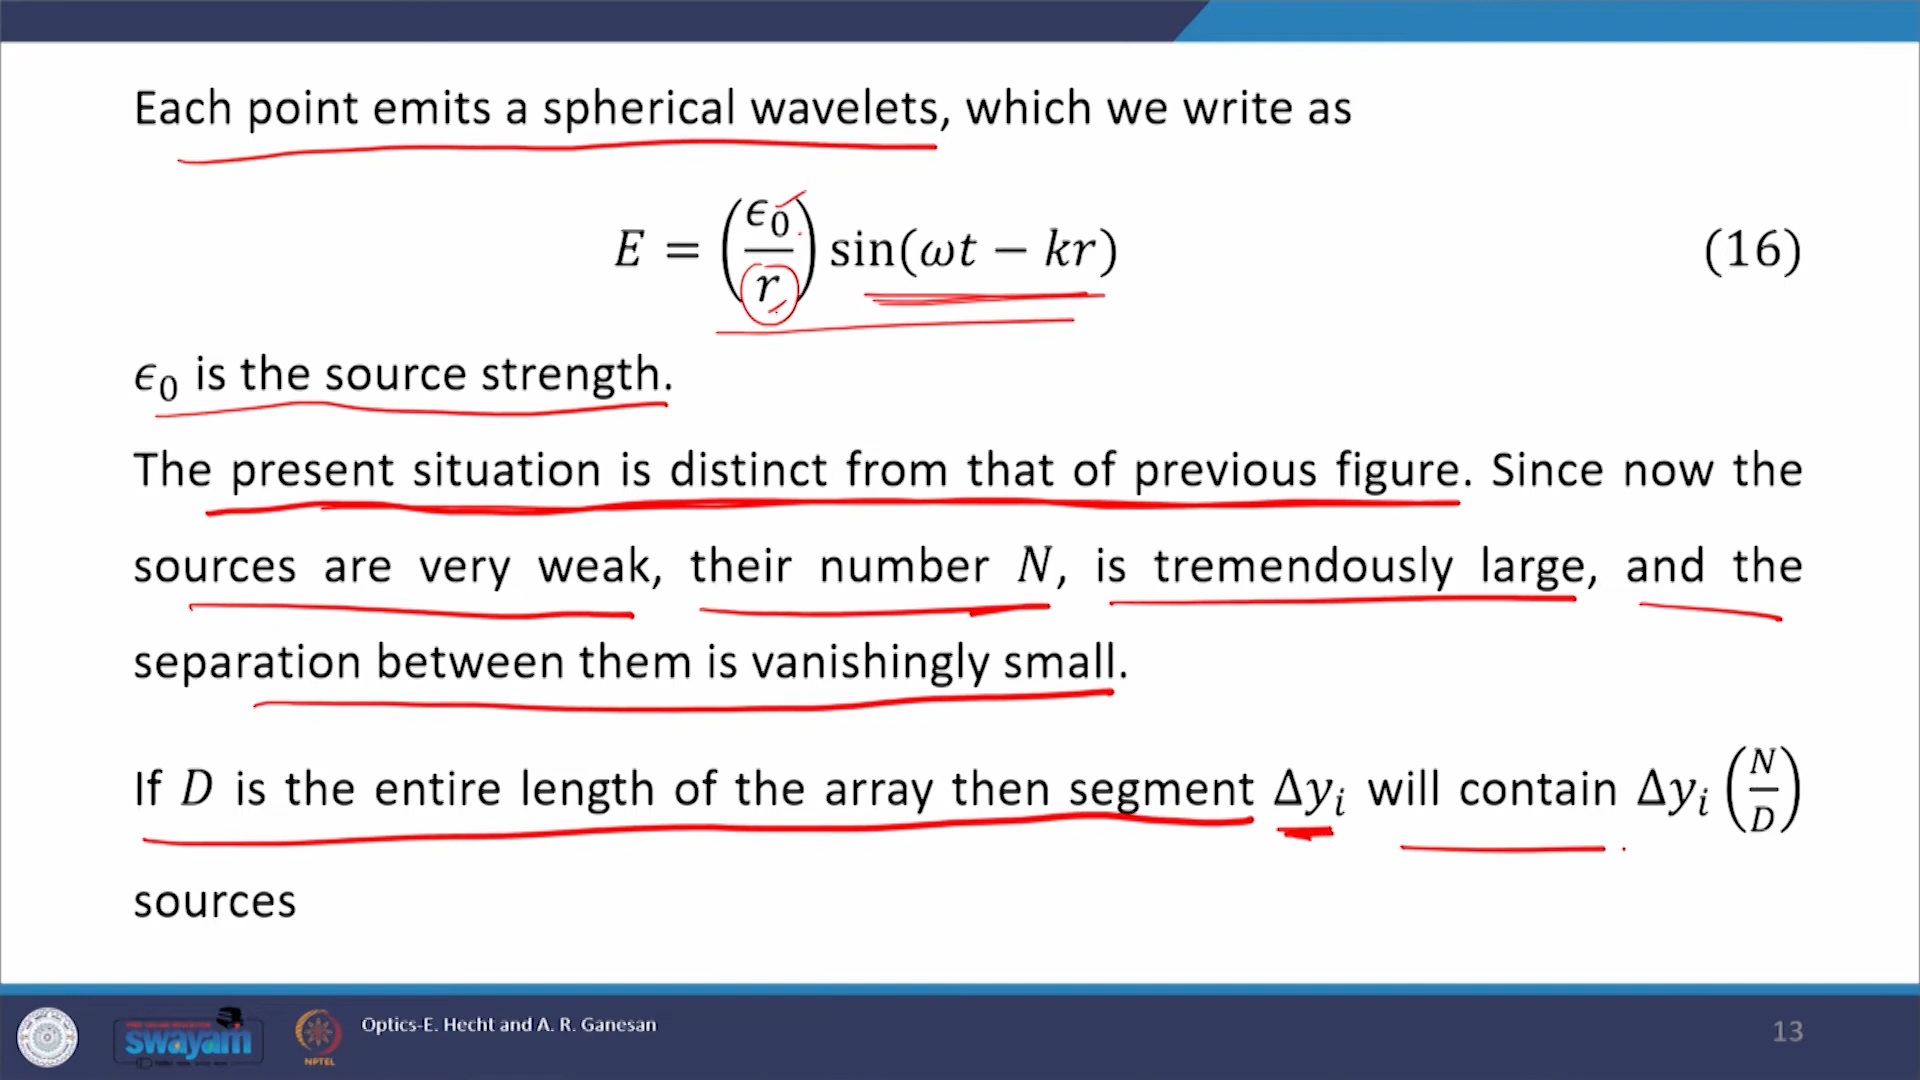 Each point emits a spherical wavelets, which we write as
E = (ϵ₀/r) sin(ωt − kr) (16)
ϵ₀ is the source strength.
The present situation is distinct from that of previous figure. Since now the
sources are very weak, their number N, is tremendously large, and the
separation between them is vanishingly small.
If D is the entire length of the array then segment Δyᵢ will contain Δyᵢ (N/D)
sources
swayam
NPTEL
Optics-E. Hecht and A. R. Ganesan
13